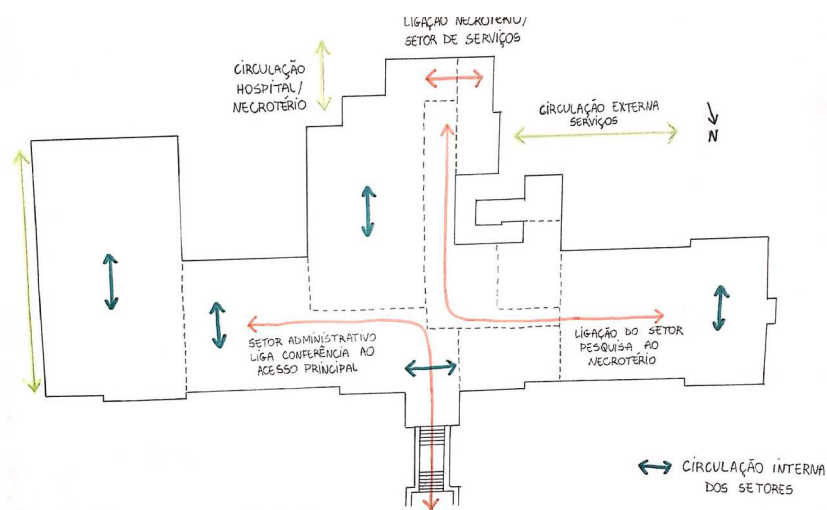 LIGAÇÃO NECROTÉRIO/
SETOR DE SERVIÇOS
CIRCULAÇÃO
HOSPITAL/
NECROTÉRIO
CIRCULAÇÃO EXTERNA
SERVIÇOS
N
SETOR ADMINISTRATIVO
LIGA CONFERÊNCIA AO
ACESSO PRINCIPAL
LIGAÇÃO DO SETOR
PESQUISA AO
NECROTÉRIO
CIRCULAÇÃO INTERNA
DOS SETORES